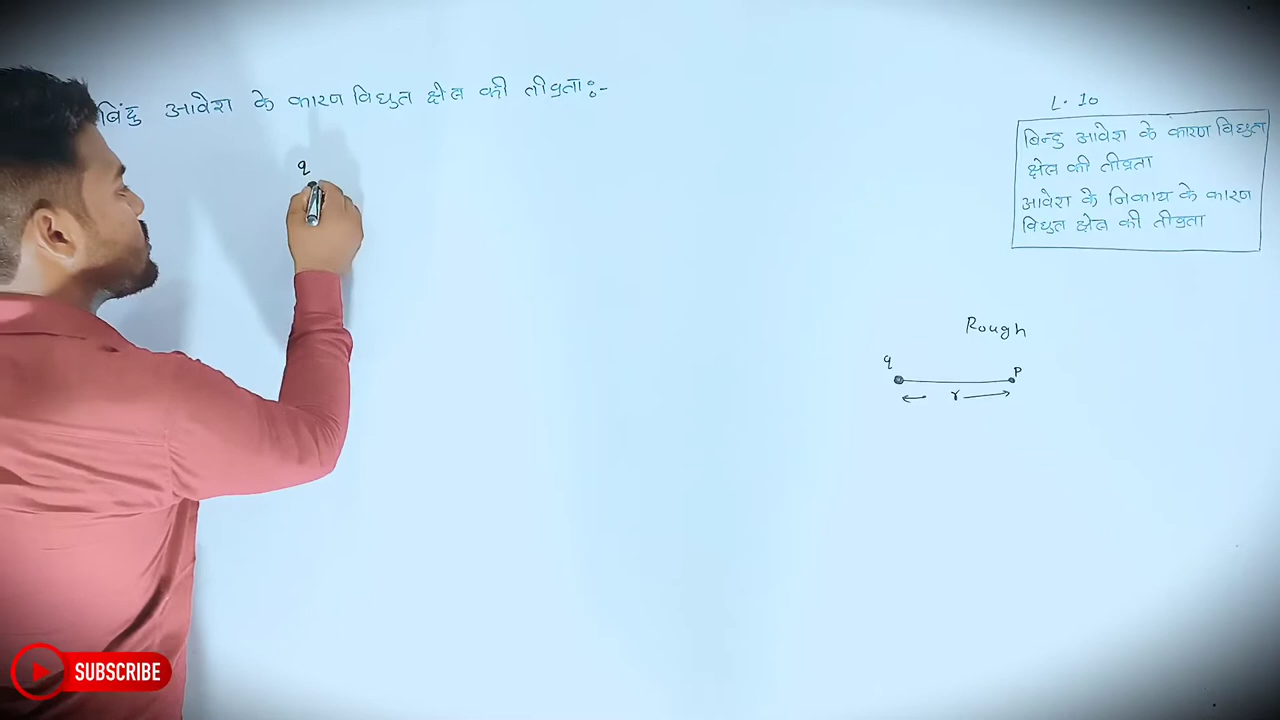 बिंदु आवेश के कारण विद्युत क्षेत्र की तीव्रता:-
q
L. 10
बिन्दु आवेश के कारण विद्युत
क्षेत्र की तीव्रता
आवेश के निकाय के कारण
विद्युत क्षेत्र की तीव्रता
Rough
q
P
r
SUBSCRIBE